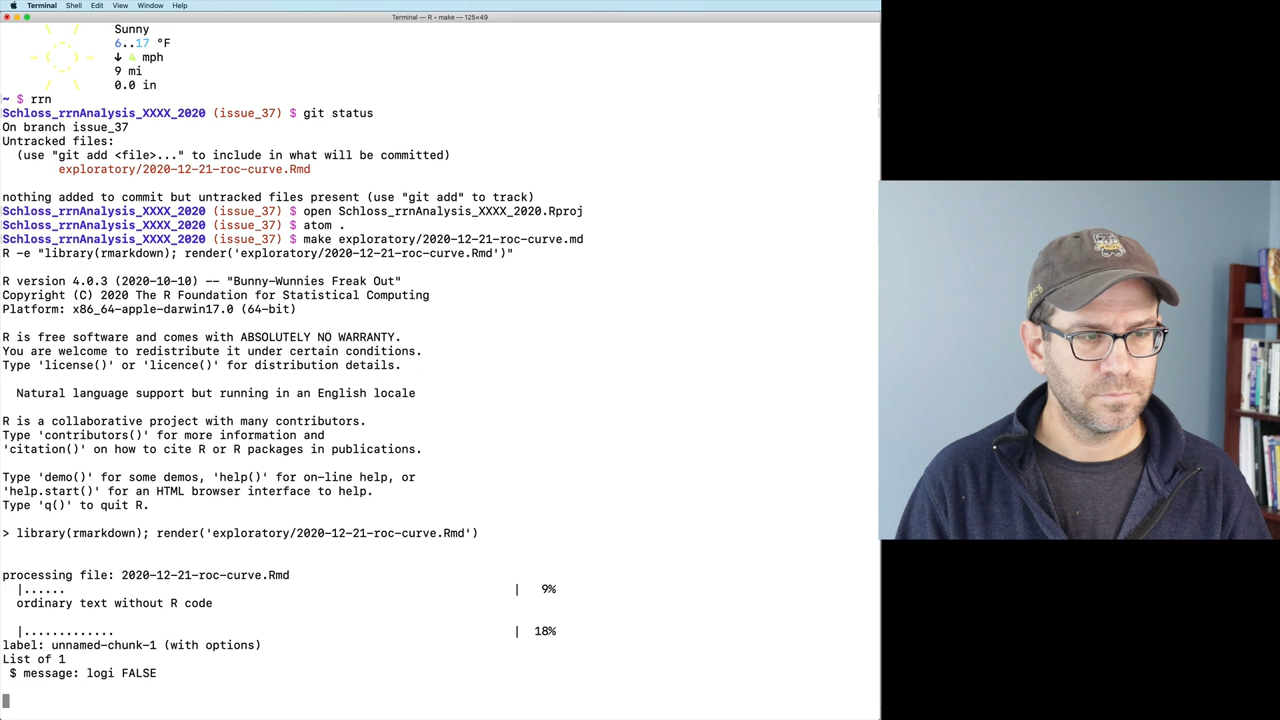 Terminal Shell Edit View Window Help
Terminal — R • make — 125×49
Sunny
6..17 °F
↓ 4 mph
9 mi
0.0 in
~ $ rrn
Schloss_rrnAnalysis_XXXX_2020 (issue_37) $ git status
On branch issue_37
Untracked files:
(use "git add <file>..." to include in what will be committed)
exploratory/2020-12-21-roc-curve.Rmd
nothing added to commit but untracked files present (use "git add" to track)
Schloss_rrnAnalysis_XXXX_2020 (issue_37) $ open Schloss_rrnAnalysis_XXXX_2020.Rproj
Schloss_rrnAnalysis_XXXX_2020 (issue_37) $ atom .
Schloss_rrnAnalysis_XXXX_2020 (issue_37) $ make exploratory/2020-12-21-roc-curve.md
R -e "library(rmarkdown); render('exploratory/2020-12-21-roc-curve.Rmd')"
R version 4.0.3 (2020-10-10) -- "Bunny-Wunnies Freak Out"
Copyright (C) 2020 The R Foundation for Statistical Computing
Platform: x86_64-apple-darwin17.0 (64-bit)
R is free software and comes with ABSOLUTELY NO WARRANTY.
You are welcome to redistribute it under certain conditions.
Type 'license()' or 'licence()' for distribution details.
Natural language support but running in an English locale
R is a collaborative project with many contributors.
Type 'contributors()' for more information and
'citation()' on how to cite R or R packages in publications.
Type 'demo()' for some demos, 'help()' for on-line help, or
'help.start()' for an HTML browser interface to help.
Type 'q()' to quit R.
> library(rmarkdown); render('exploratory/2020-12-21-roc-curve.Rmd')
processing file: 2020-12-21-roc-curve.Rmd
|...... | 9%
ordinary text without R code
|............. | 18%
label: unnamed-chunk-1 (with options)
List of 1
$ message: logi FALSE